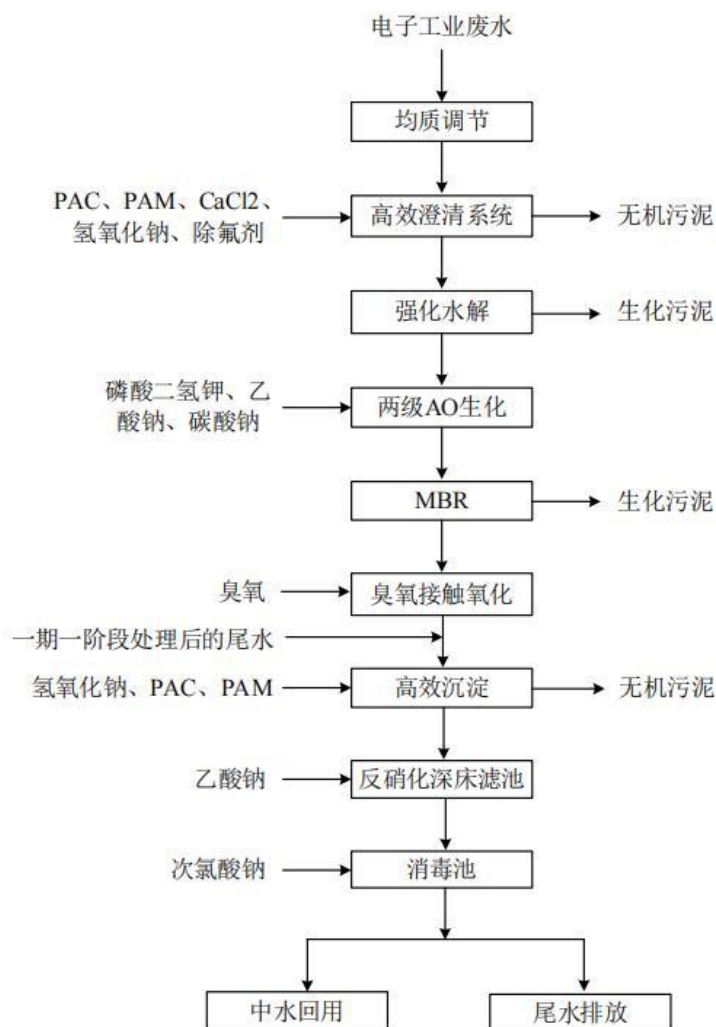 电子工业废水
均质调节
PAC、PAM、CaCl2、
氢氧化钠、除氟剂
高效澄清系统
无机污泥
强化水解
生化污泥
磷酸二氢钾、乙
酸钠、碳酸钠
两级AO生化
MBR
生化污泥
臭氧
臭氧接触氧化
一期一阶段处理后的尾水
氢氧化钠、PAC、PAM
高效沉淀
无机污泥
乙酸钠
反硝化深床滤池
次氯酸钠
消毒池
中水回用
尾水排放